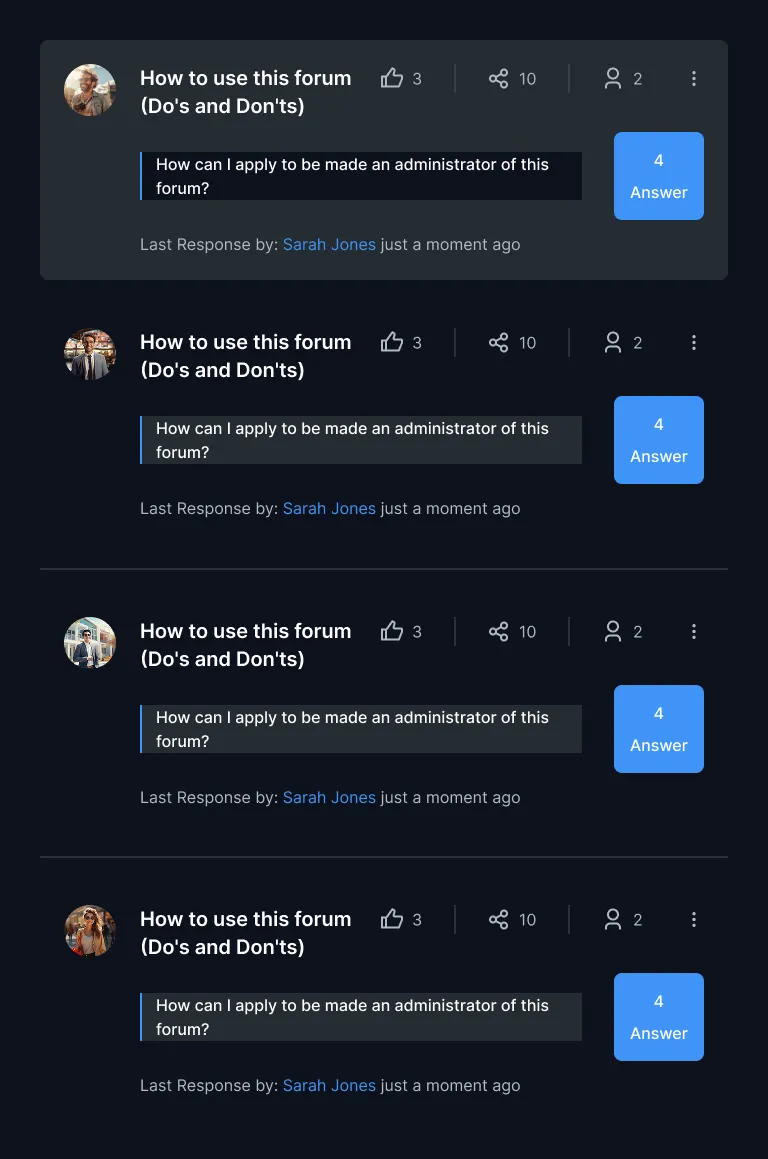 How to use this forum 3 10 2
(Do's and Don'ts)
How can I apply to be made an administrator of this
forum?
4
Answer
Last Response by: Sarah Jones just a moment ago
How to use this forum 3 10 2
(Do's and Don'ts)
How can I apply to be made an administrator of this
forum?
4
Answer
Last Response by: Sarah Jones just a moment ago
How to use this forum 3 10 2
(Do's and Don'ts)
How can I apply to be made an administrator of this
forum?
4
Answer
Last Response by: Sarah Jones just a moment ago
How to use this forum 3 10 2
(Do's and Don'ts)
How can I apply to be made an administrator of this
forum?
4
Answer
Last Response by: Sarah Jones just a moment ago